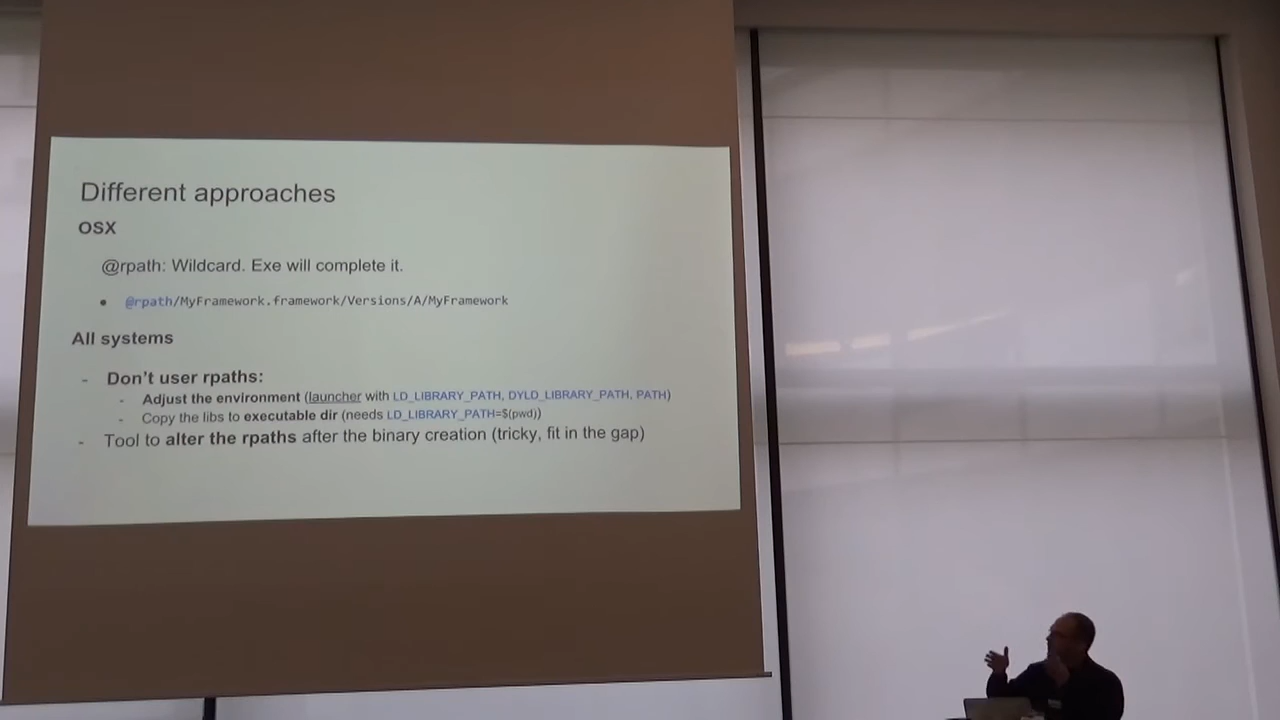 Different approaches
OSX
@rpath: Wildcard. Exe will complete it.
• @rpath/MyFramework.framework/Versions/A/MyFramework
All systems
- Don't user rpaths:
- Adjust the environment (launcher with LD_LIBRARY_PATH, DYLD_LIBRARY_PATH, PATH)
- Copy the libs to executable dir (needs LD_LIBRARY_PATH=$(pwd))
- Tool to alter the rpaths after the binary creation (tricky, fit in the gap)